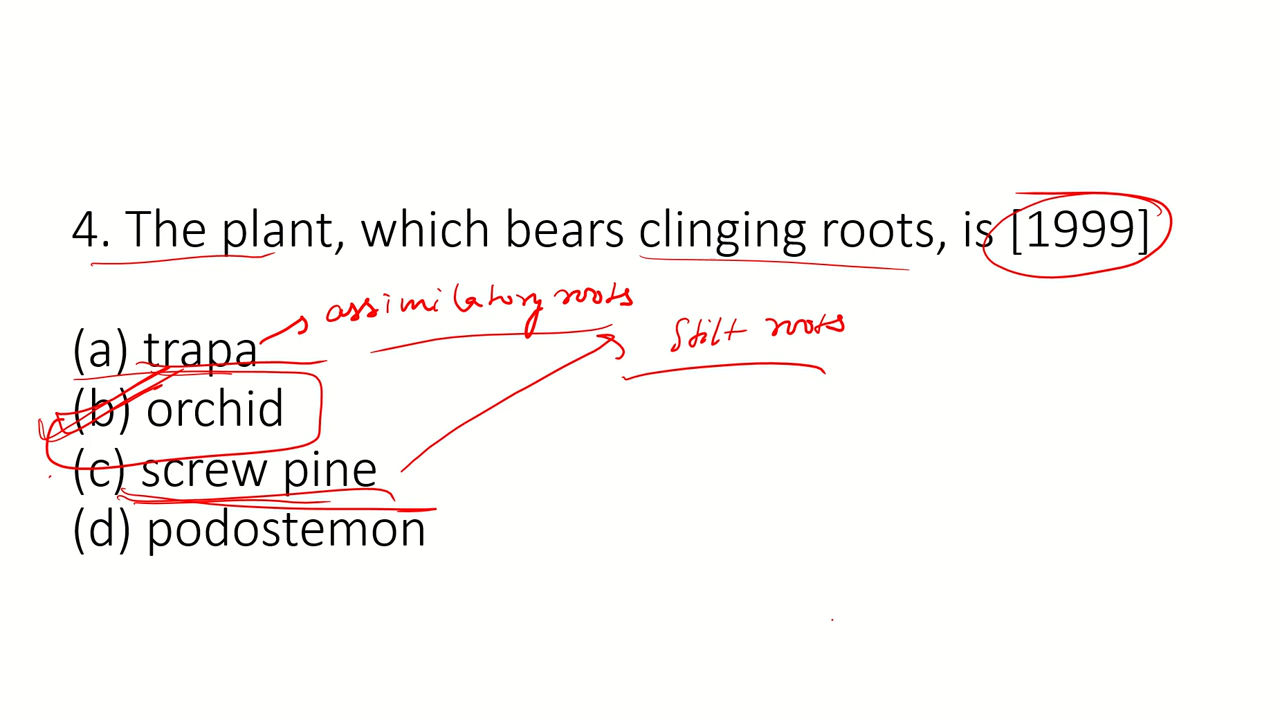 4. The plant, which bears clinging roots, is [1999]
assimilatory roots
stilt roots
(a) trapa
(b) orchid
(c) screw pine
(d) podostemon